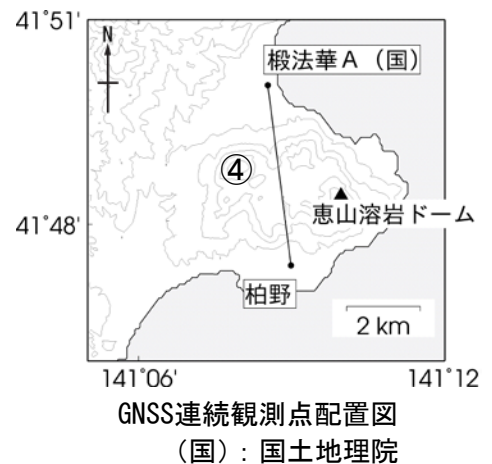 41°51'
N
椴法華Ａ（国）
④
恵山溶岩ドーム
41°48'
柏野
2 km
141°06'
141°12
GNSS連続観測点配置図
（国）：国土地理院